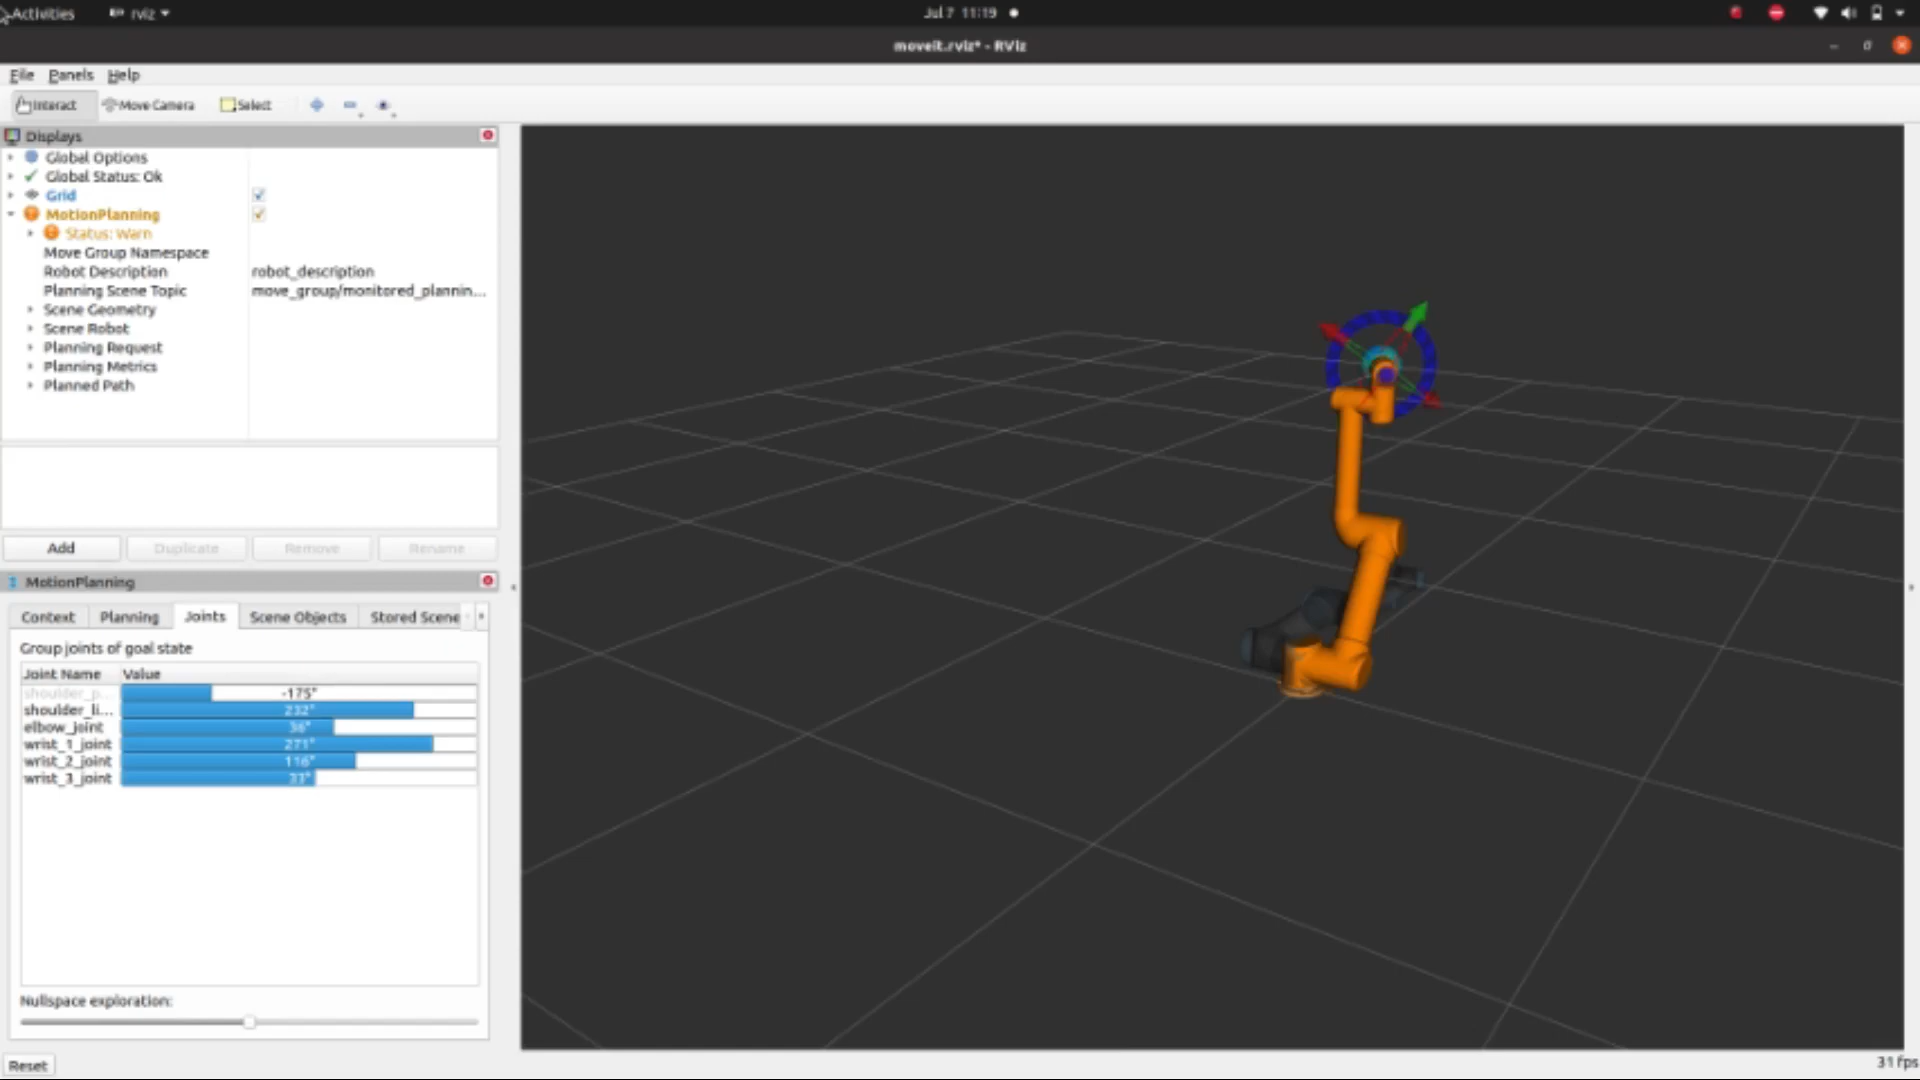 Activities rviz Jul 7 11:19
moveit.rviz* - RViz
File Panels Help
Interact Move Camera Select
Displays
Global Options
Global Status: Ok
Grid
MotionPlanning
Status: Warn
Move Group Namespace
Robot Description robot_description
Planning Scene Topic move_group/monitored_plannin...
Scene Geometry
Scene Robot
Planning Request
Planning Metrics
Planned Path
Add Duplicate Remove Rename
MotionPlanning
Context Planning Joints Scene Objects Stored Scene
Group joints of goal state
Joint Name Value
shoulder_p... -175°
shoulder_li... 232°
elbow_joint 36°
wrist_1_joint 271°
wrist_2_joint 116°
wrist_3_joint 33°
Nullspace exploration:
Reset
31 fps